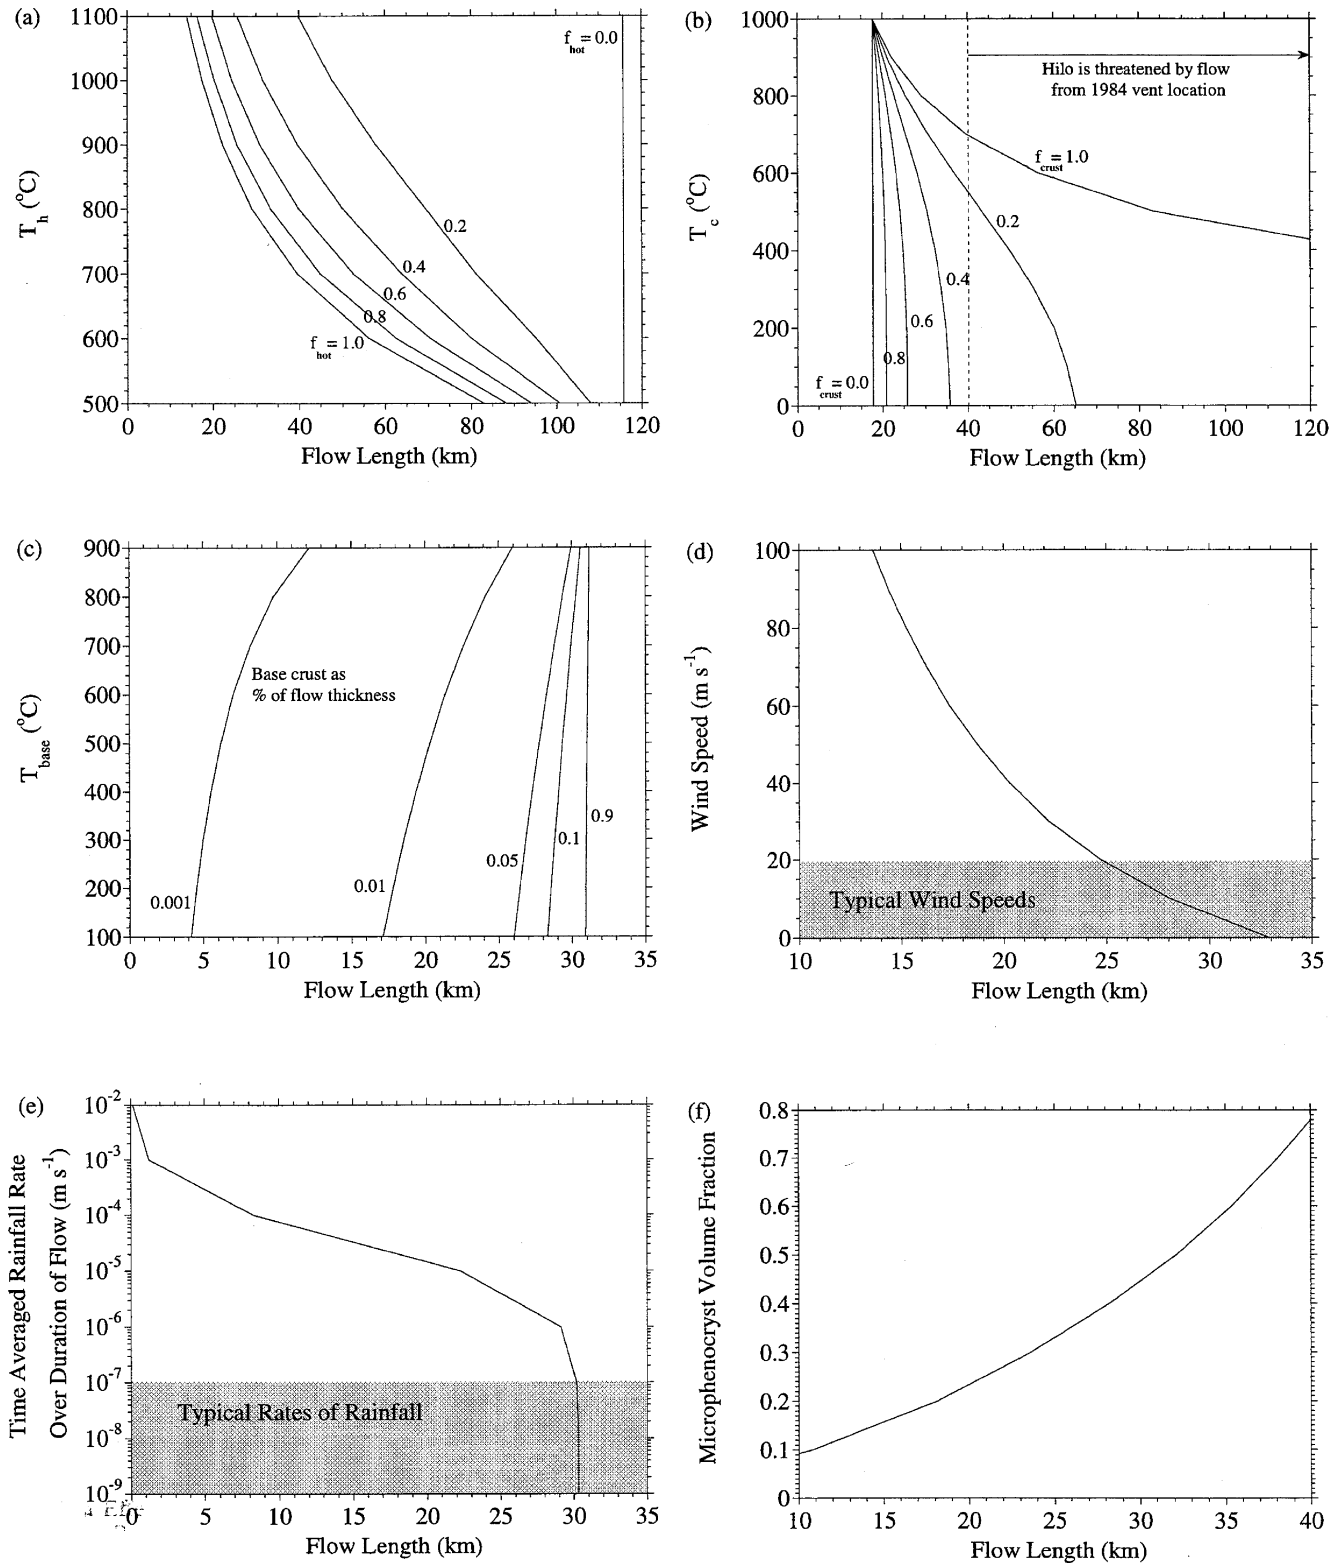 (a)
1100
1000
900
800
700
600
500
T_h (°C)
f_hot = 0.0
0.2
0.4
0.6
0.8
f_hot = 1.0
0 20 40 60 80 100 120
Flow Length (km)
(b)
1000
800
600
400
200
0
T_c (°C)
Hilo is threatened by flow
from 1984 vent location
f_crust = 1.0
0.2
0.4
0.6
0.8
f_crust = 0.0
0 20 40 60 80 100 120
Flow Length (km)
(c)
900
800
700
600
500
400
300
200
100
T_base (°C)
Base crust as
% of flow thickness
0.9
0.1
0.05
0.01
0.001
0 5 10 15 20 25 30 35
Flow Length (km)
(d)
100
80
60
40
20
0
Wind Speed (m s⁻¹)
Typical Wind Speeds
10 15 20 25 30 35
Flow Length (km)
(e)
10⁻²
10⁻³
10⁻⁴
10⁻⁵
10⁻⁶
10⁻⁷
10⁻⁸
10⁻⁹
Time Averaged Rainfall Rate
Over Duration of Flow (m s⁻¹)
Typical Rates of Rainfall
0 5 10 15 20 25 30 35
Flow Length (km)
(f)
0.8
0.7
0.6
0.5
0.4
0.3
0.2
0.1
0
Microphenocryst Volume Fraction
10 15 20 25 30 35 40
Flow Length (km)